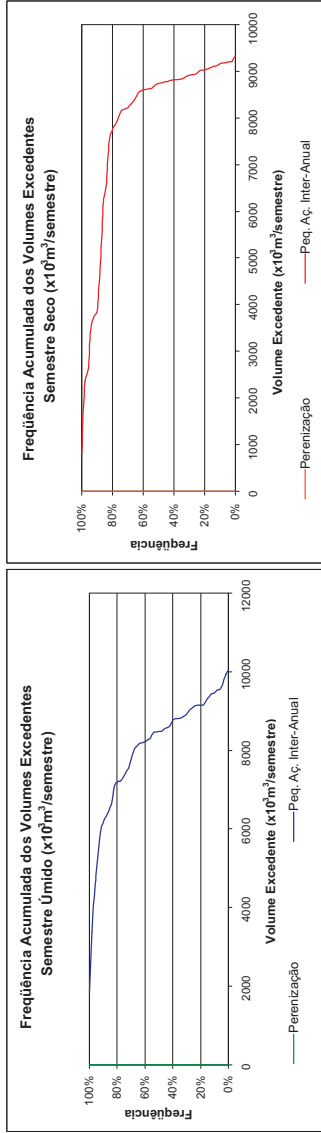 Freqüência Acumulada dos Volumes Excedentes
Semestre Úmido (x10³m³/semestre)
Freqüência
100%
80%
60%
40%
20%
0%
0
2000
4000
6000
8000
10000
12000
Volume Excedente (x10³m³/semestre)
Perenização
Peq. Aç. Inter-Anual
Freqüência Acumulada dos Volumes Excedentes
Semestre Seco (x10³m³/semestre)
Freqüência
100%
80%
60%
40%
20%
0%
0
1000
2000
3000
4000
5000
6000
7000
8000
9000
10000
Volume Excedente (x10³m³/semestre)
Perenização
Peq. Aç. Inter-Anual